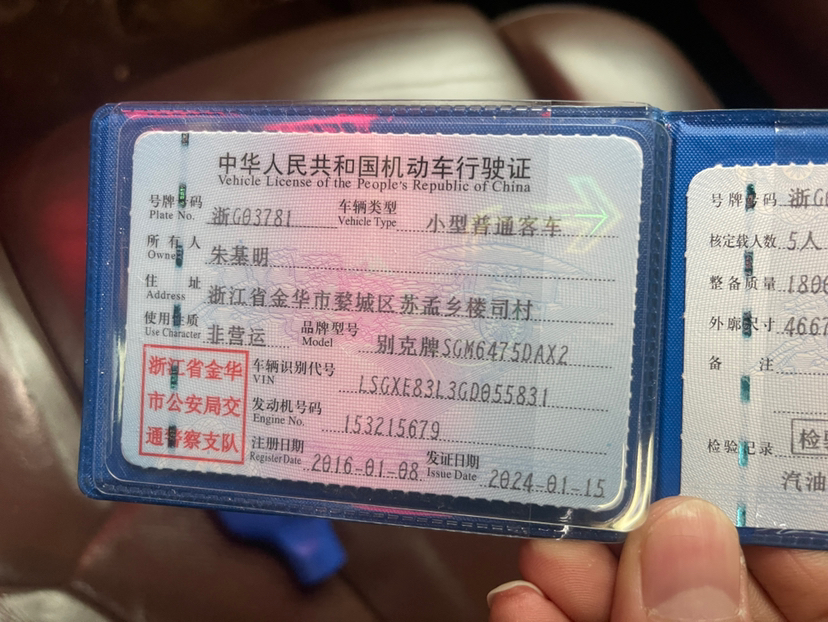 中华人民共和国机动车行驶证
Vehicle License of the People's Republic of China
号牌号码 浙G03781 车辆类型 小型普通客车
Plate No. Vehicle Type
所有人 朱基明
Owner
住址 浙江省金华市婺城区苏孟乡楼司村
Address
使用性质 非营运 品牌型号 别克牌SGM6475DAX2
Use Character Model
浙江省金华
市公安局交
通警察支队
车辆识别代号 LSGXE83L3GD055831
VIN
发动机号码 153215679
Engine No.
注册日期 2016-01-08 发证日期 2024-01-15
Register Date Issue Date
号牌号码 浙G
核定载人数 5人
整备质量 180
外廓尺寸 4667
备注
检验记录
检
汽油